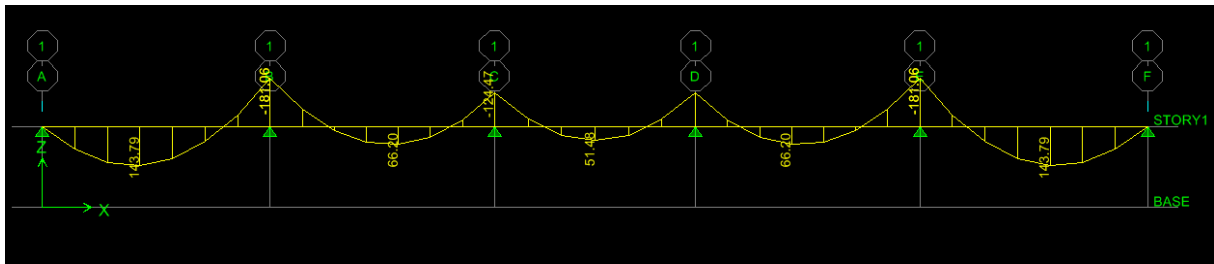 1 1 1 1 1 1
A D F
-181.06 -124.47 -181.06
STORY1
143.79 66.20 51.48 66.20 143.79
Z
X
BASE